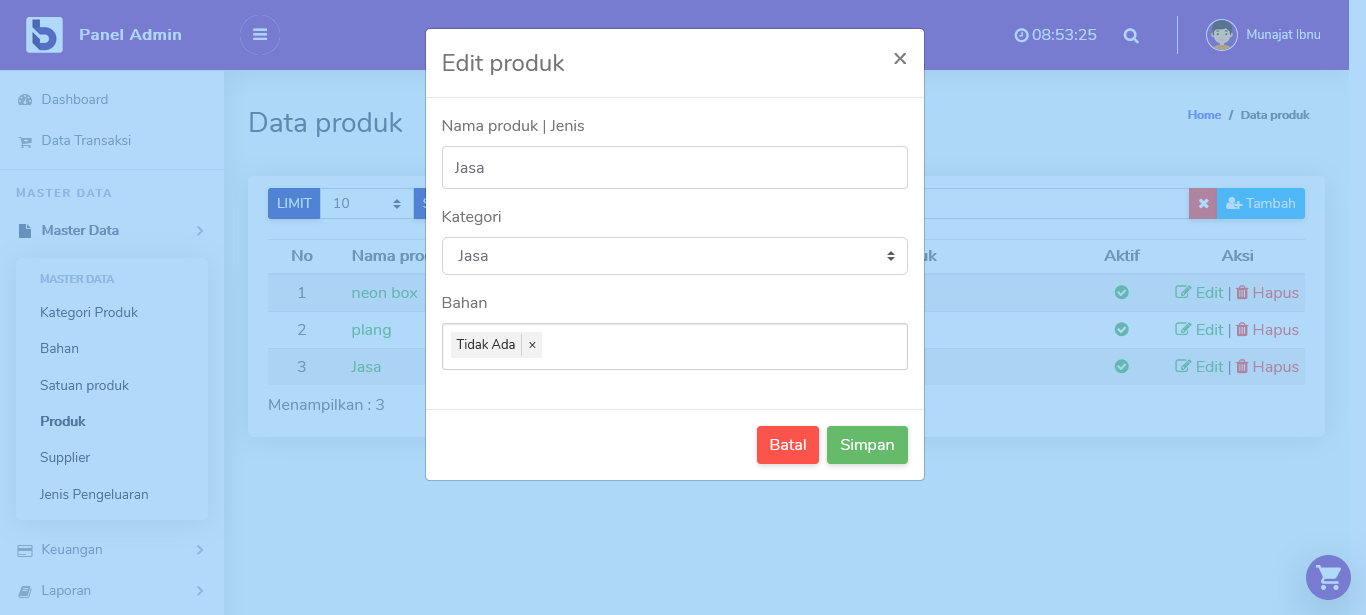 Panel Admin
08:53:25
Munajat Ibnu
Dashboard
Data Transaksi
MASTER DATA
Master Data
MASTER DATA
Kategori Produk
Bahan
Satuan produk
Produk
Supplier
Jenis Pengeluaran
Keuangan
Laporan
Data produk
Home / Data produk
LIMIT 10
Tambah
No Aktif Aksi
1 neon box Edit | Hapus
2 plang Edit | Hapus
3 Jasa Edit | Hapus
Menampilkan : 3
Edit produk ×
Nama produk | Jenis
Jasa
Kategori
Jasa
Bahan
Tidak Ada ×
Batal Simpan